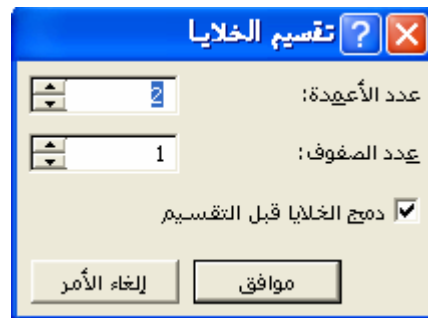 تقسيم الخلايا
عدد الأعمدة: 2
عدد الصفوف: 1
دمج الخلايا قبل التقسيم
موافق إلغاء الأمر